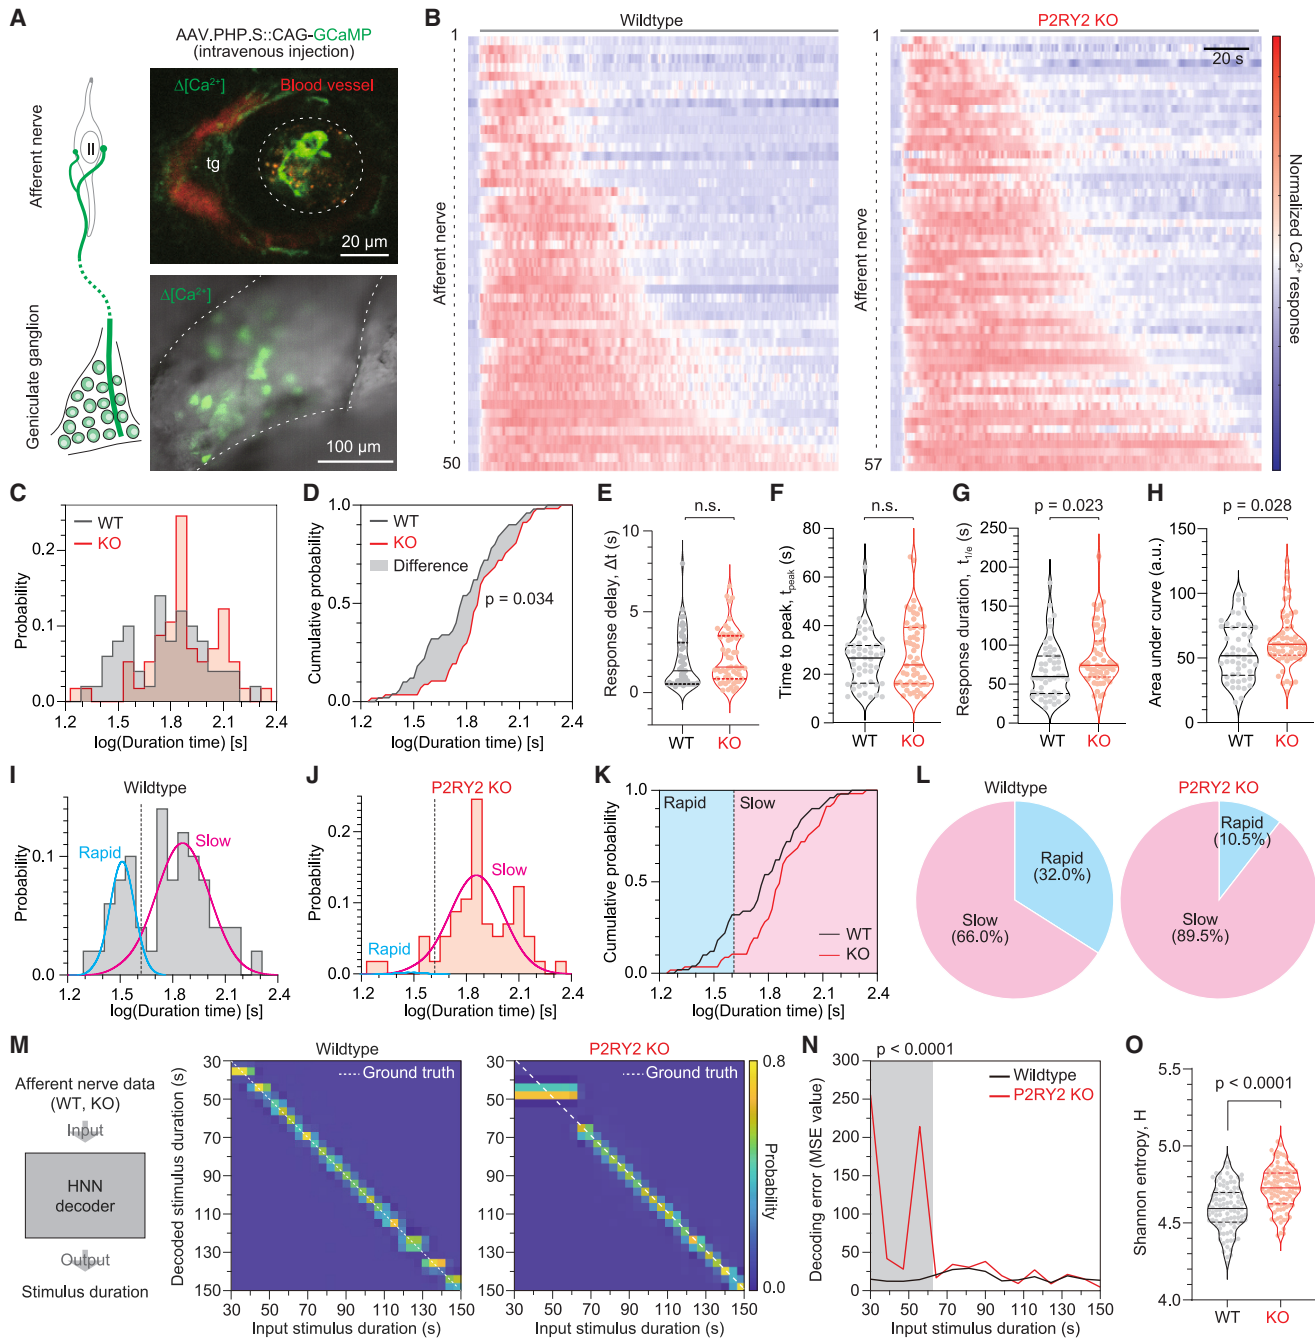 A
AAV.PHP.S::CAG-GCaMP
(intravenous injection)
Afferent nerve
II
Geniculate ganglion
Δ[Ca²⁺]
Blood vessel
tg
20 µm
Δ[Ca²⁺]
100 µm
B
Wildtype
P2RY2 KO
1
Afferent nerve
50
1
Afferent nerve
57
20 s
Normalized Ca²⁺
response
C
WT
KO
Probability
0.2
0.1
0.0
1.2 1.5 1.8 2.1 2.4
log(Duration time) [s]
D
WT
KO
Difference
p = 0.034
Cumulative probability
1.0
0.5
0.0
1.2 1.5 1.8 2.1 2.4
log(Duration time) [s]
E
n.s.
Response delay, Δt (s)
10
5
0
WT KO
F
n.s.
Time to peak, t_peak (s)
80
60
40
20
0
WT KO
G
p = 0.023
Response duration, t_1/e (s)
250
200
150
100
50
0
WT KO
H
p = 0.028
Area under curve (a.u.)
150
100
50
0
WT KO
I
Wildtype
Rapid
Slow
Probability
0.1
0.0
1.2 1.5 1.8 2.1 2.4
log(Duration time) [s]
J
P2RY2 KO
Slow
Rapid
Probability
0.2
0.1
0.0
1.2 1.5 1.8 2.1 2.4
log(Duration time) [s]
K
Rapid
Slow
WT
KO
Cumulative probability
1.0
0.5
0.0
1.2 1.5 1.8 2.1 2.4
log(Duration time) [s]
L
Wildtype
Rapid
(32.0%)
Slow
(66.0%)
P2RY2 KO
Rapid
(10.5%)
Slow
(89.5%)
M
Afferent nerve data
(WT, KO)
Input
HNN
decoder
Output
Stimulus duration
Wildtype
Ground truth
Decoded stimulus duration (s)
30
50
70
90
110
130
150
30 50 70 90 110 130 150
Input stimulus duration (s)
P2RY2 KO
Ground truth
30
50
70
90
110
130
150
30 50 70 90 110 130 150
Input stimulus duration (s)
0.8
Probability
0.0
N
p < 0.0001
Wildtype
P2RY2 KO
Decoding error (MSE value)
300
250
200
150
100
50
0
30 50 70 90 110 130 150
Input stimulus duration (s)
O
p < 0.0001
Shannon entropy, H
5.5
5.0
4.5
4.0
WT KO